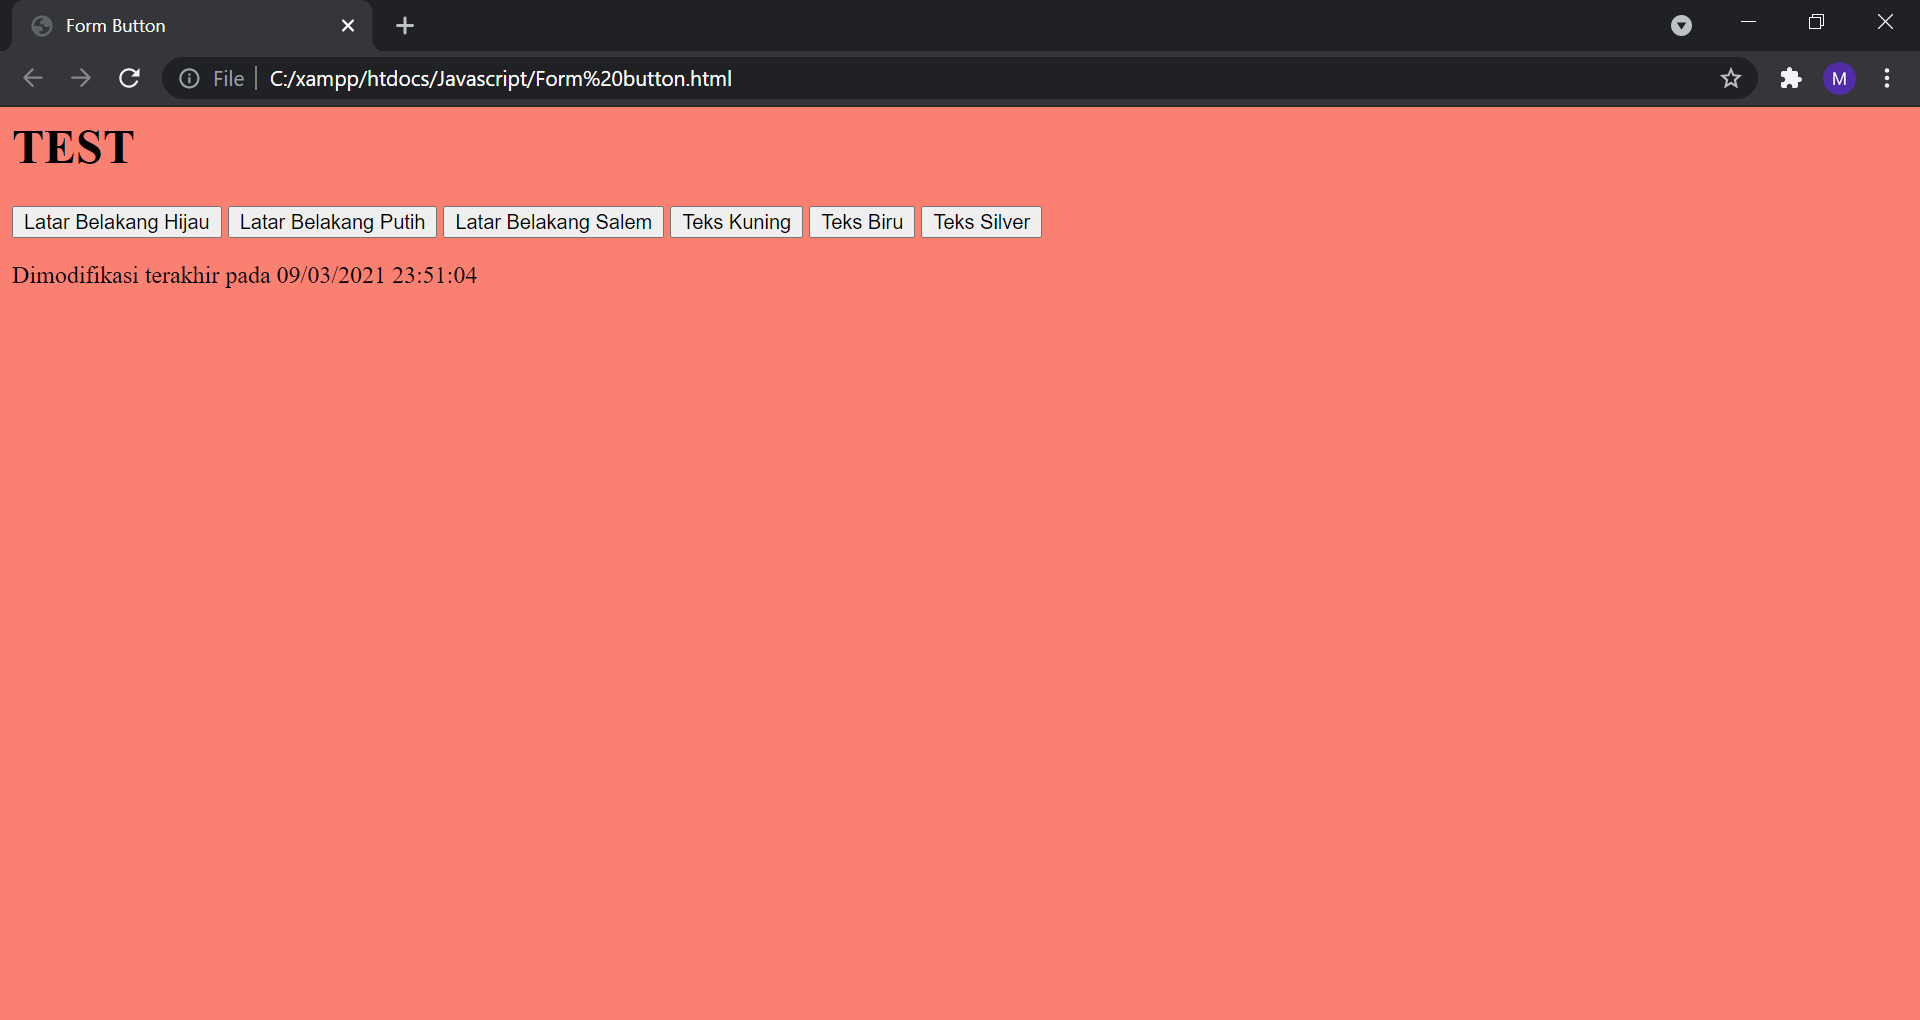 Form Button
File C:/xampp/htdocs/Javascript/Form%20button.html
M
TEST
Latar Belakang Hijau Latar Belakang Putih Latar Belakang Salem Teks Kuning Teks Biru Teks Silver
Dimodifikasi terakhir pada 09/03/2021 23:51:04